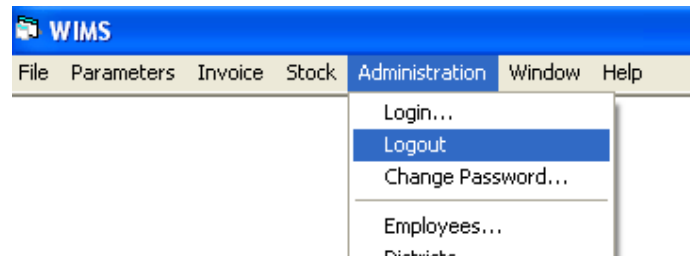 WIMS
File Parameters Invoice Stock Administration Window Help
Login...
Logout
Change Password...
Employees...